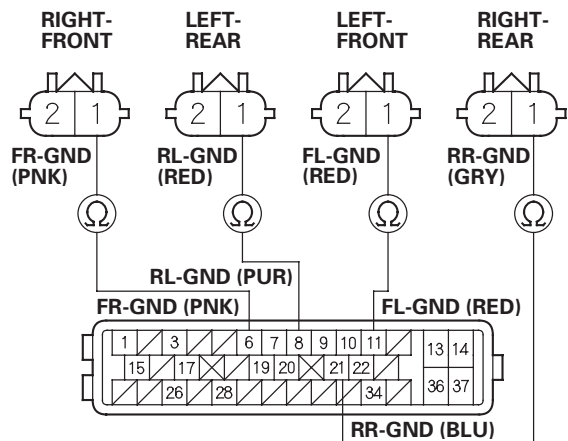 RIGHT-FRONT
LEFT-REAR
LEFT-FRONT
RIGHT-REAR
2 1
2 1
2 1
2 1
FR-GND (PNK)
RL-GND (RED)
FL-GND (RED)
RR-GND (GRY)
Ω Ω Ω Ω
RL-GND (PUR)
FR-GND (PNK)
FL-GND (RED)
1 3 6 7 8 9 10 11 13 14
15 17 19 20 21 22
26 28 34 36 37
RR-GND (BLU)